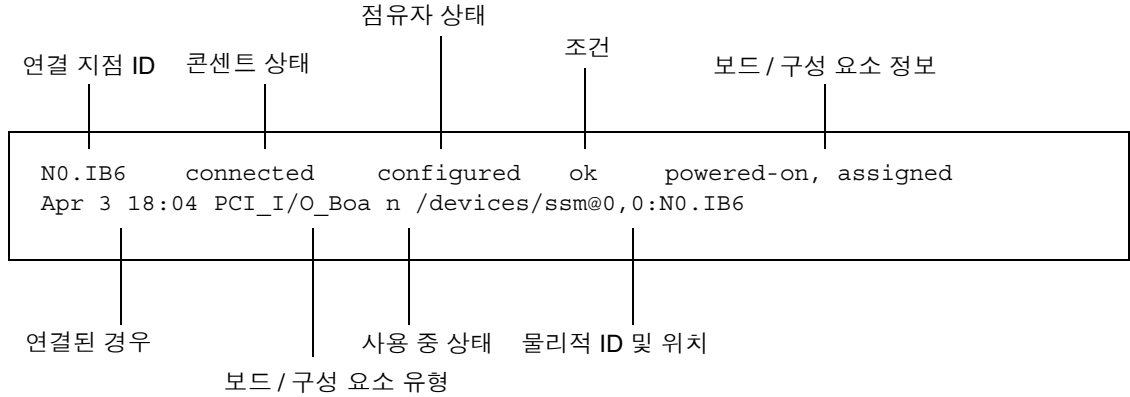 점유자 상태
조건
연결 지점 ID 콘센트 상태 보드 / 구성 요소 정보
N0.IB6 connected configured ok powered-on, assigned
Apr 3 18:04 PCI_I/O_Boa n /devices/ssm@0,0:N0.IB6
연결된 경우 사용 중 상태 물리적 ID 및 위치
보드 / 구성 요소 유형